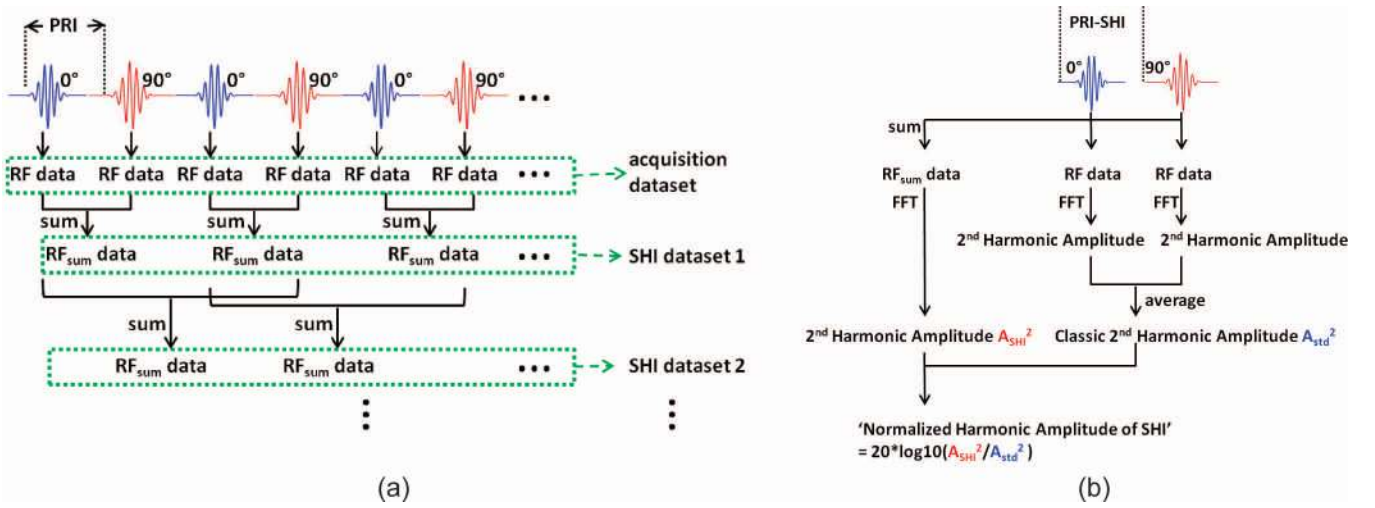 PRI
0° 90° 0° 90° 0° 90° ...
RF data RF data RF data RF data RF data RF data ...
acquisition
dataset
sum sum sum
RFsum data RFsum data RFsum data ...
SHI dataset 1
sum sum
RFsum data RFsum data ...
SHI dataset 2
(a)
PRI-SHI
0° 90°
sum
RFsum data RF data RF data
FFT FFT FFT
2nd Harmonic Amplitude 2nd Harmonic Amplitude
average
2nd Harmonic Amplitude ASHI² Classic 2nd Harmonic Amplitude Astd²
'Normalized Harmonic Amplitude of SHI'
= 20*log10(ASHI²/Astd²)
(b)